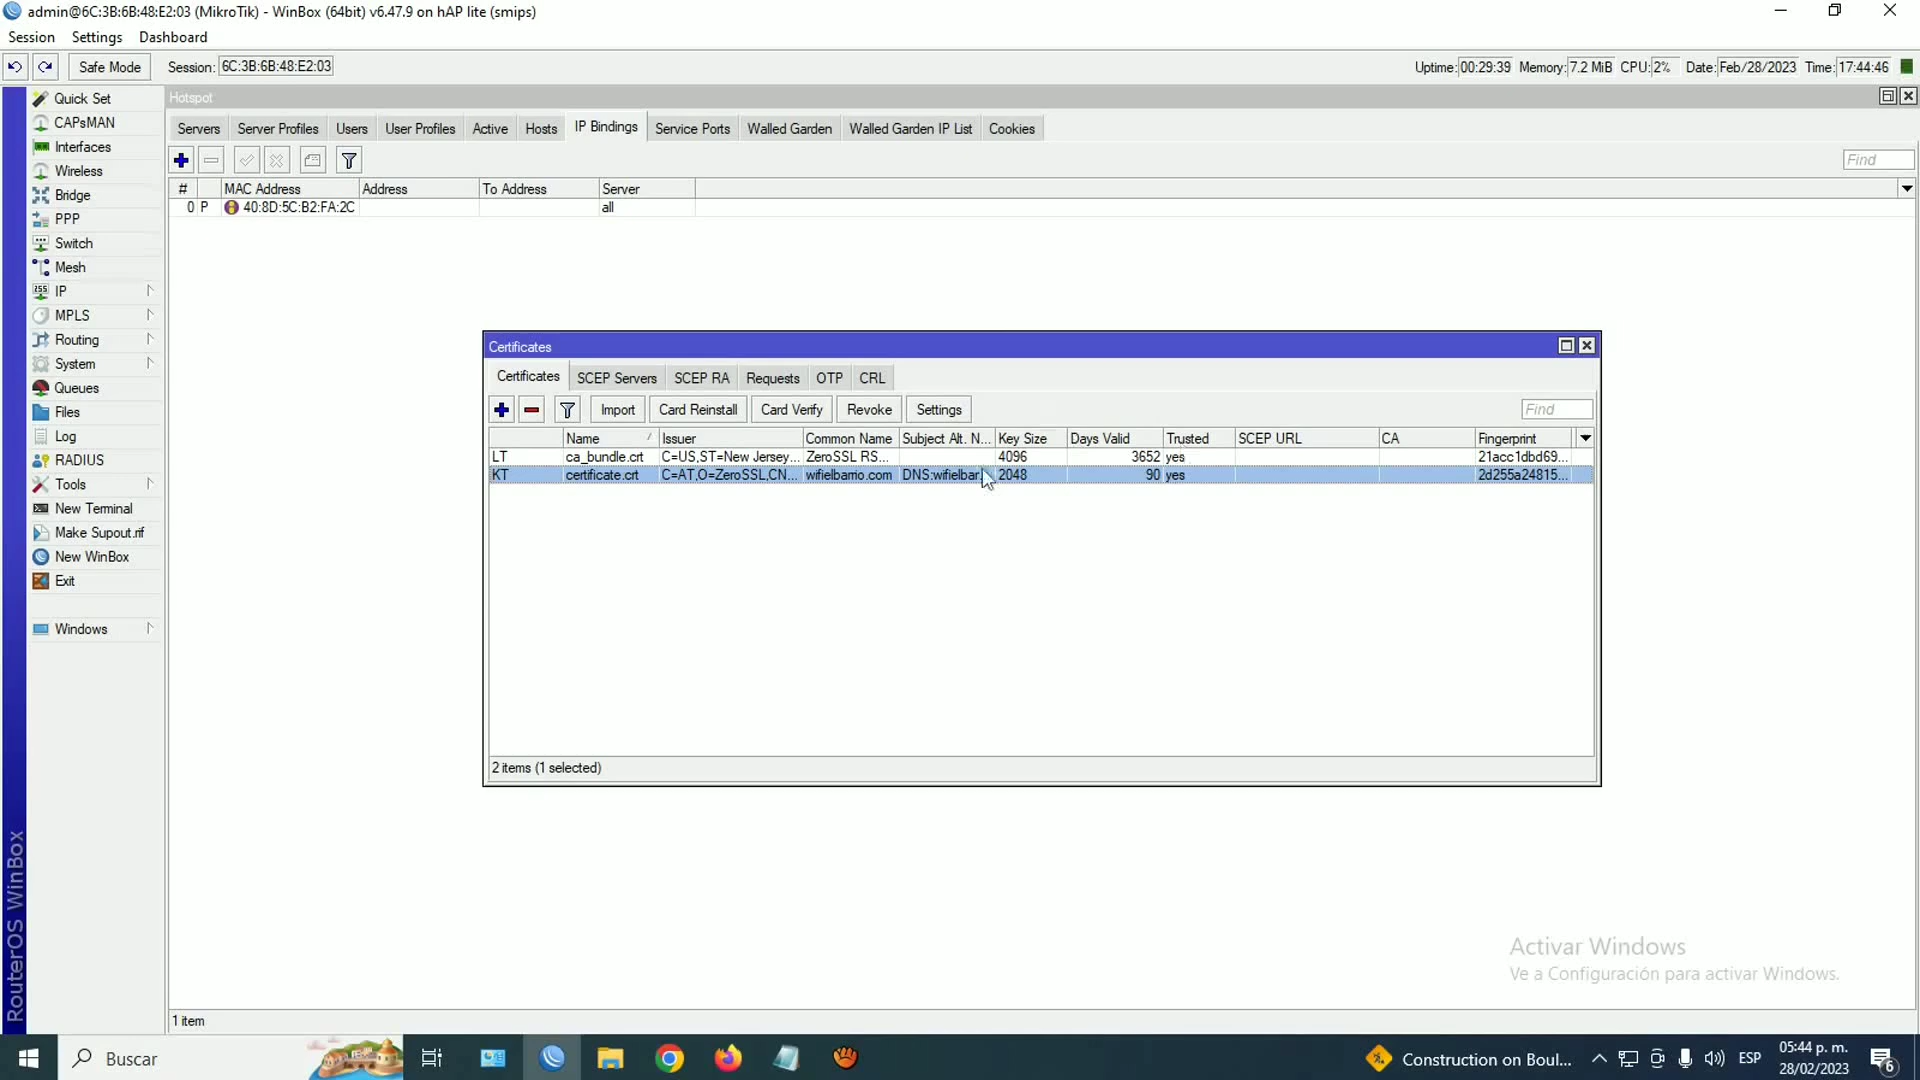 admin@6C:3B:6B:48:E2:03 (MikroTik) - WinBox (64bit) v6.47.9 on hAP lite (smips)
Session Settings Dashboard
Safe Mode Session: 6C:3B:6B:48:E2:03 Uptime: 00:29:39 Memory: 7.2 MiB CPU: 2% Date: Feb/28/2023 Time: 17:44:46
Quick Set
CAPsMAN
Interfaces
Wireless
Bridge
PPP
Switch
Mesh
IP
MPLS
Routing
System
Queues
Files
Log
RADIUS
Tools
New Terminal
Make Supout.rif
New WinBox
Exit
Windows
RouterOS WinBox
Hotspot
Servers Server Profiles Users User Profiles Active Hosts IP Bindings Service Ports Walled Garden Walled Garden IP List Cookies
Find
# MAC Address Address To Address Server
0 P 40:8D:5C:B2:FA:2C all
Certificates
Certificates SCEP Servers SCEP RA Requests OTP CRL
Import Card Reinstall Card Verify Revoke Settings Find
Name Issuer Common Name Subject Alt. N... Key Size Days Valid Trusted SCEP URL CA Fingerprint
LT ca_bundle.crt C=US,ST=New Jersey,... ZeroSSL RS... 4096 3652 yes 21acc1dbd69...
KT certificate.crt C=AT,O=ZeroSSL,CN... wifielbarrio.com DNS:wifielbar 2048 90 yes 2d255a24815...
2 items (1 selected)
Activar Windows
Ve a Configuración para activar Windows.
1 item
Buscar Construction on Boul... ESP 05:44 p. m.
28/02/2023
6